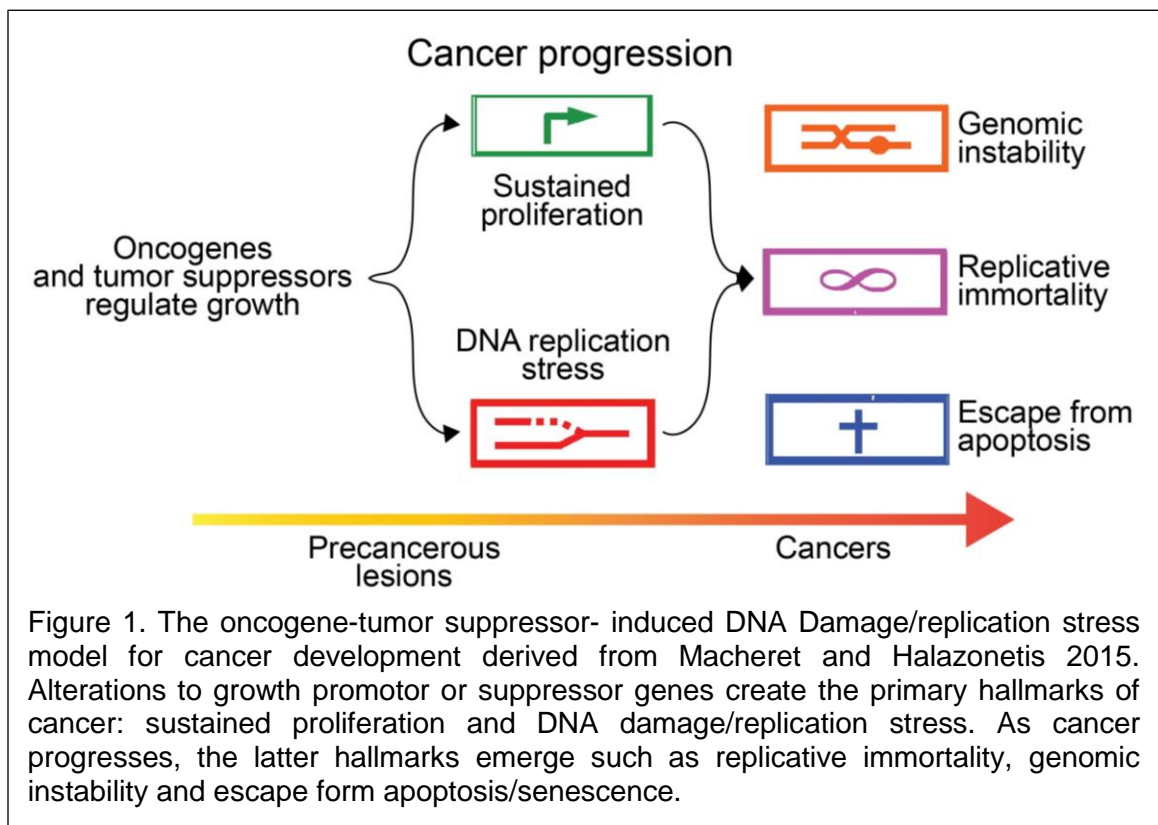 Cancer progression
Sustained
proliferation
Oncogenes
and tumor suppressors
regulate growth
DNA replication
stress
Genomic
instability
Replicative
immortality
Escape from
apoptosis
Precancerous
lesions
Cancers
Figure 1. The oncogene-tumor suppressor- induced DNA Damage/replication stress
model for cancer development derived from Macheret and Halazonetis 2015.
Alterations to growth promotor or suppressor genes create the primary hallmarks of
cancer: sustained proliferation and DNA damage/replication stress. As cancer
progresses, the latter hallmarks emerge such as replicative immortality, genomic
instability and escape form apoptosis/senescence.